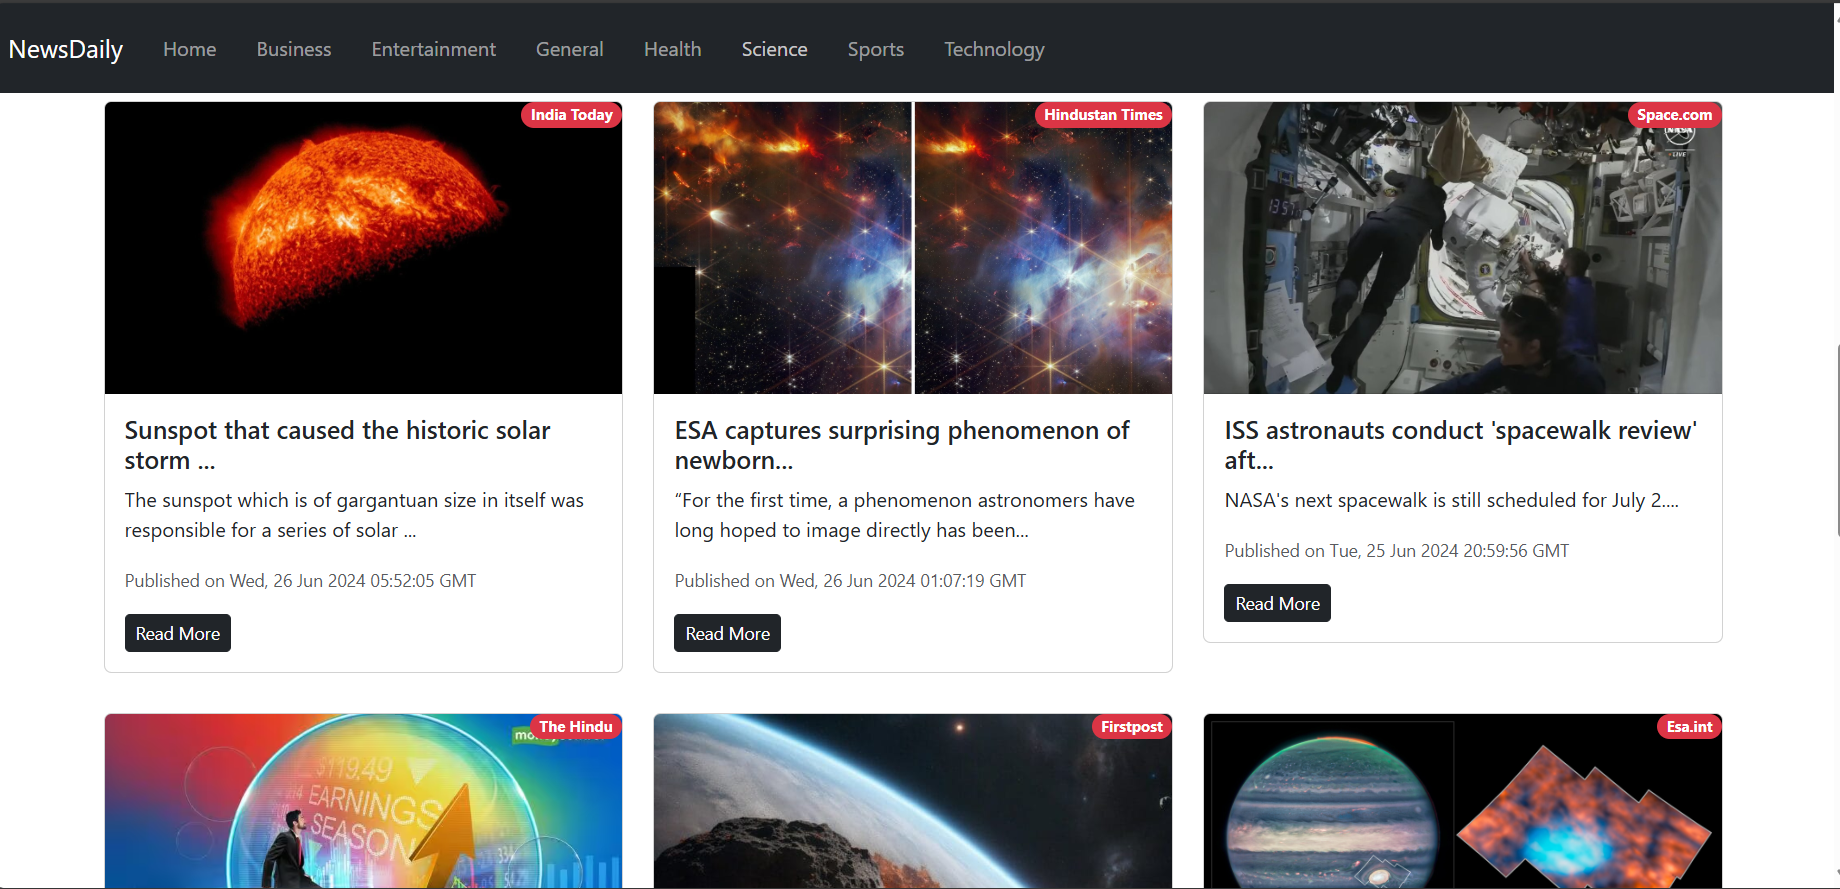 NewsDaily Home Business Entertainment General Health Science Sports Technology
India Today
Hindustan Times
Space.com
NASA
LIVE
13:57
Sunspot that caused the historic solar
storm ...
The sunspot which is of gargantuan size in itself was
responsible for a series of solar ...
Published on Wed, 26 Jun 2024 05:52:05 GMT
Read More
ESA captures surprising phenomenon of
newborn...
“For the first time, a phenomenon astronomers have
long hoped to image directly has been...
Published on Wed, 26 Jun 2024 01:07:19 GMT
Read More
ISS astronauts conduct 'spacewalk review'
aft...
NASA's next spacewalk is still scheduled for July 2....
Published on Tue, 25 Jun 2024 20:59:56 GMT
Read More
The Hindu
$119.49
EARNINGS
SEASON
Firstpost
Esa.int